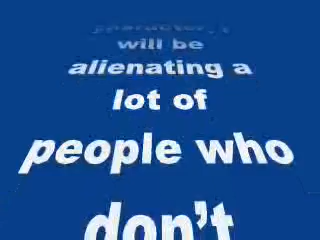 will be
alienating a
lot of
people who
don't